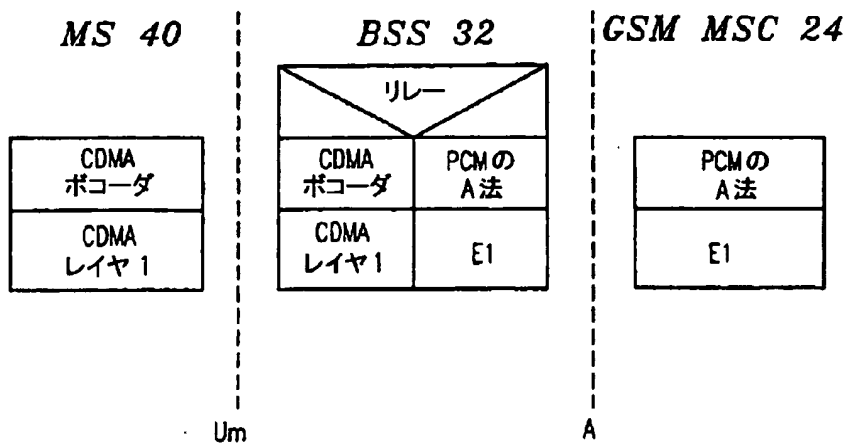 MS 40
BSS 32
GSM MSC 24
リレー
CDMA
ボコーダ
CDMA
レイヤ1
CDMA
ボコーダ
PCMの
A法
CDMA
レイヤ1
E1
PCMの
A法
E1
Um
A